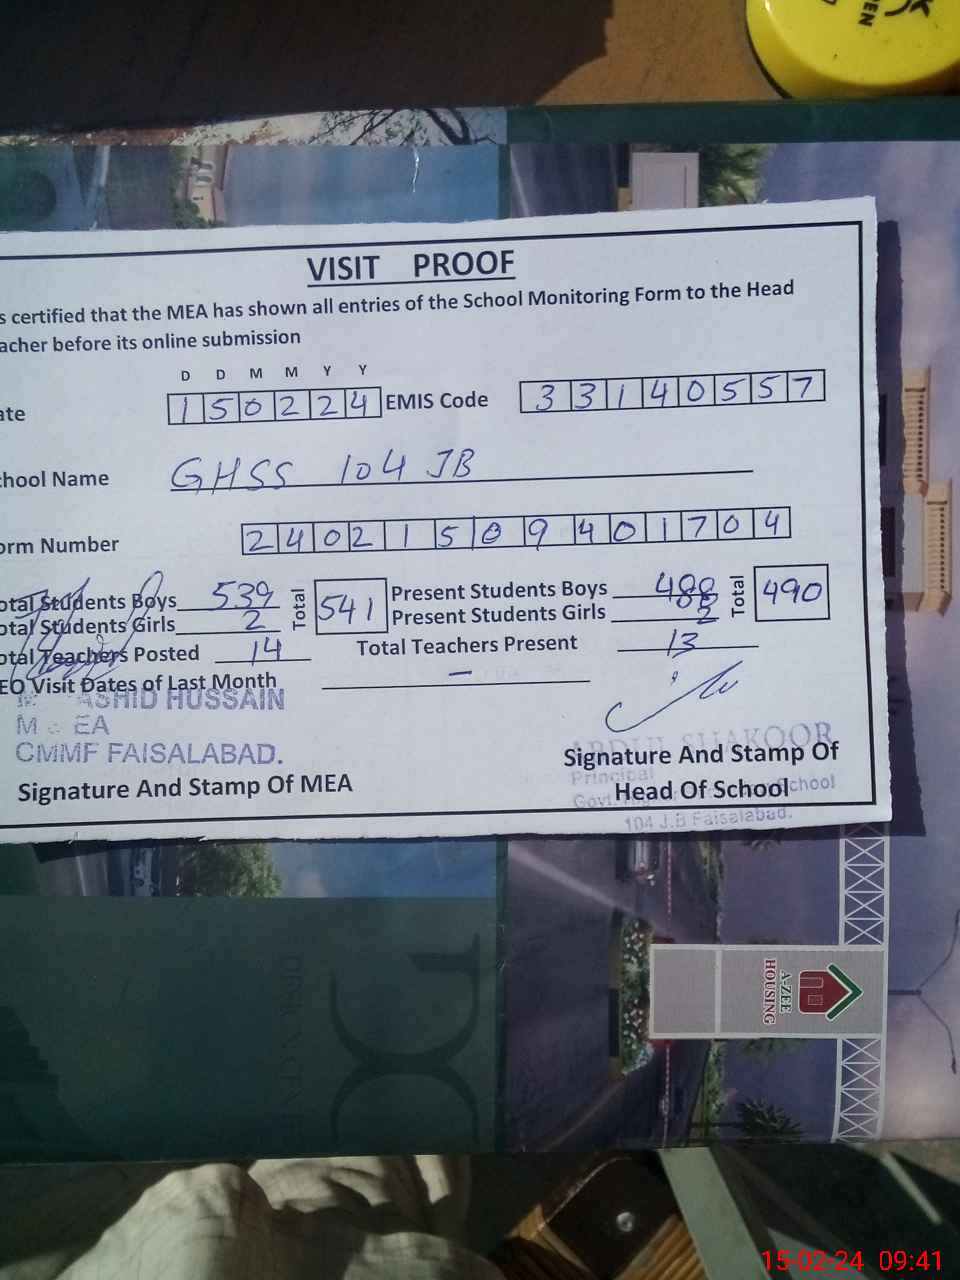 VISIT PROOF
s certified that the MEA has shown all entries of the School Monitoring Form to the Head
acher before its online submission
D D M M Y Y
ate 150224 EMIS Code 33140557
chool Name GHSS 104 JB
orm Number 24021509401704
otal Students Boys 539 Total 541 Present Students Boys 488 Total 490
otal Students Girls 2 Present Students Girls 2
otal Teachers Posted 14 Total Teachers Present 13
EO Visit Dates of Last Month –
ASHID HUSSAIN
M EA
CMMF FAISALABAD.
Signature And Stamp Of MEA
ABDUL SHAKOOR
Signature And Stamp Of
Principal
Head Of School
Govt. School
104 J.B Faisalabad.
A-ZEE
HOUSING
15-02-24 09:41